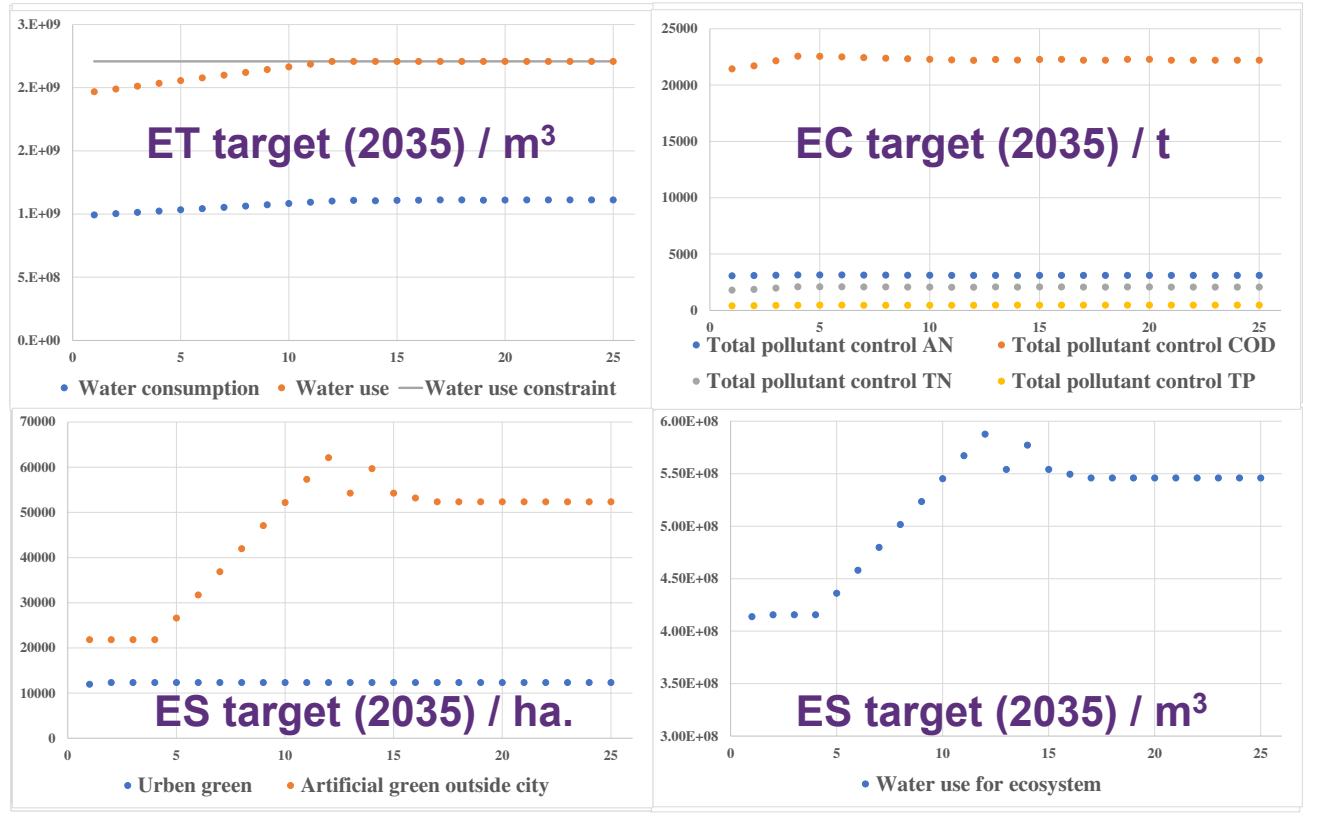 3.E+09
2.E+09
2.E+09
1.E+09
1.E+09
5.E+08
0.E+00
0 5 10 15 20 25
ET target (2035) / m³
Water consumption Water use Water use constraint
25000
20000
15000
10000
5000
0
0 5 10 15 20 25
EC target (2035) / t
Total pollutant control AN Total pollutant control COD
Total pollutant control TN Total pollutant control TP
70000
60000
50000
40000
30000
20000
10000
0
0 5 10 15 20 25
ES target (2035) / ha.
Urben green Artificial green outside city
6.00E+08
5.50E+08
5.00E+08
4.50E+08
4.00E+08
3.50E+08
3.00E+08
0 5 10 15 20 25
ES target (2035) / m³
Water use for ecosystem